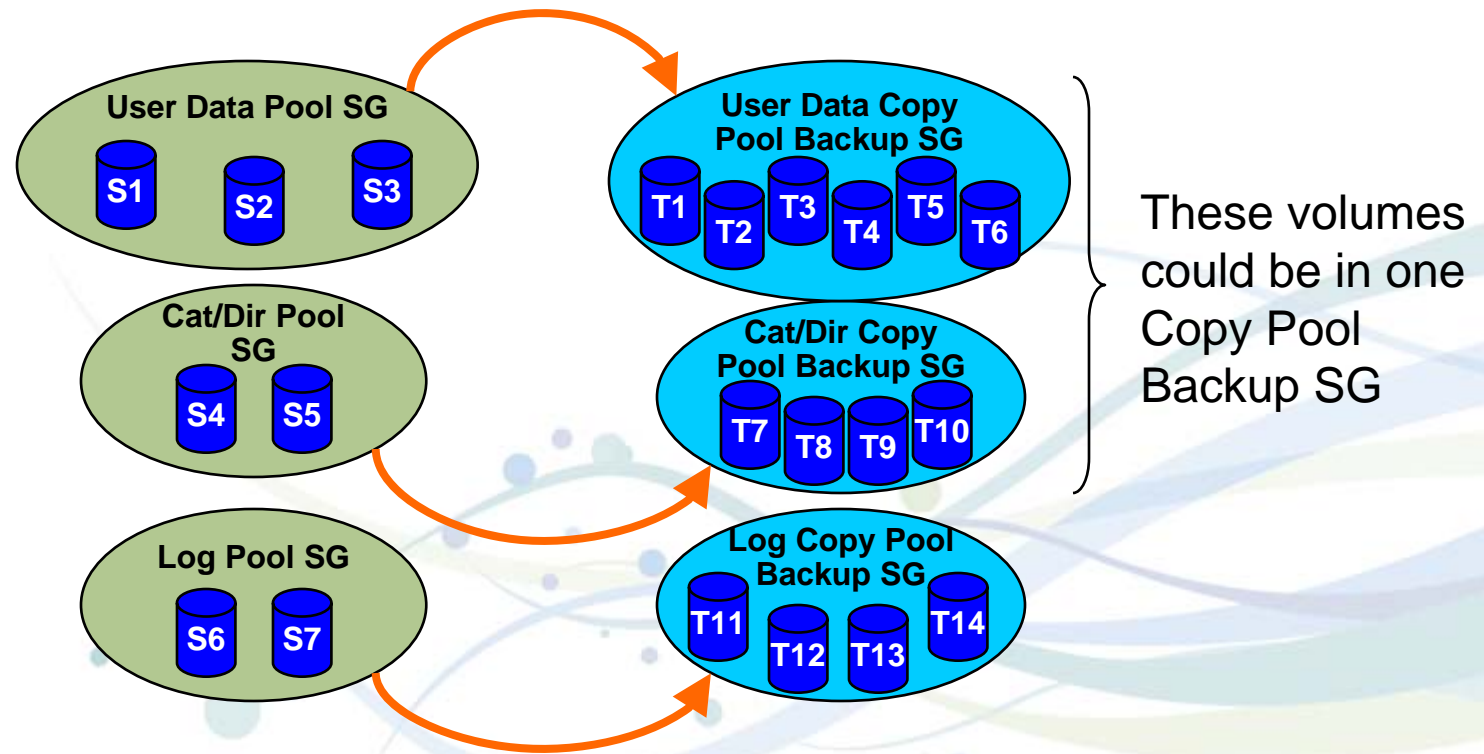 User Data Pool SG
S1
S2
S3
User Data Copy
Pool Backup SG
T1
T2
T3
T4
T5
T6
These volumes
could be in one
Copy Pool
Backup SG
Cat/Dir Pool
SG
S4
S5
Cat/Dir Copy
Pool Backup SG
T7
T8
T9
T10
Log Pool SG
S6
S7
Log Copy Pool
Backup SG
T11
T12
T13
T14